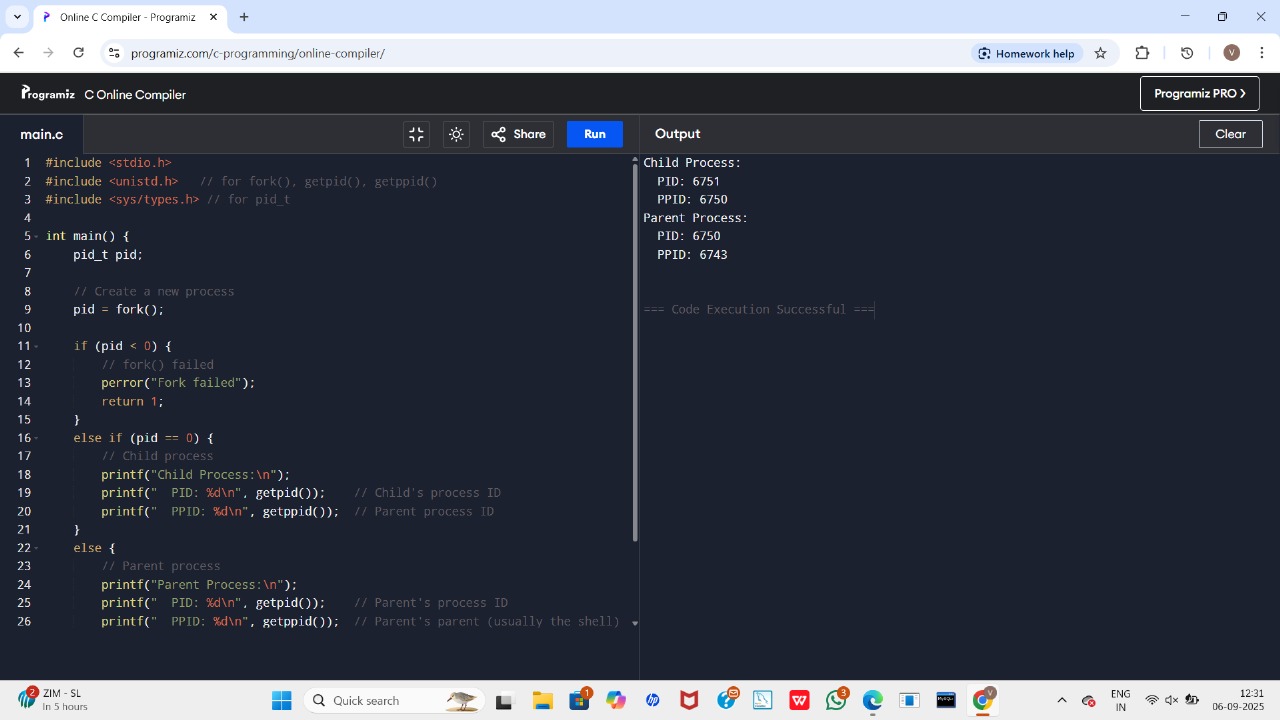 Online C Compiler - Programiz
programiz.com/c-programming/online-compiler/
Homework help
V
Programiz C Online Compiler
Programiz PRO
main.c
Share
Run
Output
Clear
1 #include <stdio.h>
2 #include <unistd.h>   // for fork(), getpid(), getppid()
3 #include <sys/types.h> // for pid_t
4
5 int main() {
6     pid_t pid;
7
8     // Create a new process
9     pid = fork();
10
11     if (pid < 0) {
12         // fork() failed
13         perror("Fork failed");
14         return 1;
15     }
16     else if (pid == 0) {
17         // Child process
18         printf("Child Process:\n");
19         printf("  PID: %d\n", getpid());    // Child's process ID
20         printf("  PPID: %d\n", getppid());  // Parent process ID
21     }
22     else {
23         // Parent process
24         printf("Parent Process:\n");
25         printf("  PID: %d\n", getpid());    // Parent's process ID
26         printf("  PPID: %d\n", getppid());  // Parent's parent (usually the shell)
Child Process:
  PID: 6751
  PPID: 6750
Parent Process:
  PID: 6750
  PPID: 6743
=== Code Execution Successful ===
2
ZIM - SL
In 5 hours
Quick search
1
hp
W
3
MySQL
V
ENG
IN
12:31
06-09-2025